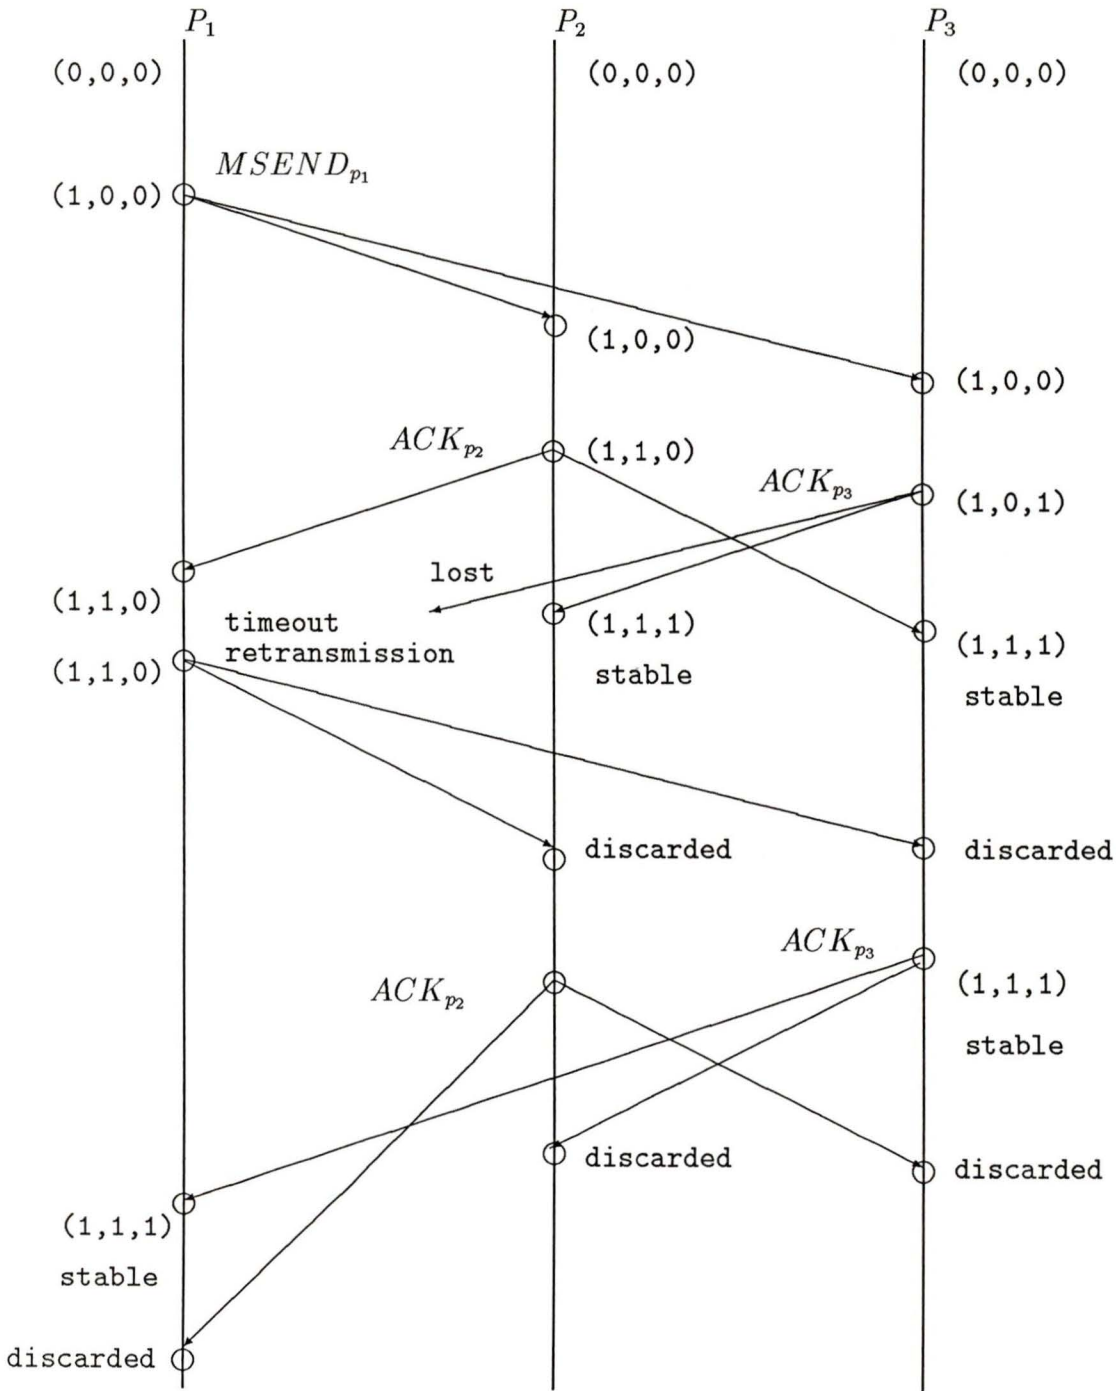 P1 P2 P3
(0,0,0) (0,0,0) (0,0,0)
MSENDp1
(1,0,0)
(1,0,0)
(1,0,0)
ACKp2 (1,1,0)
ACKp3
(1,0,1)
lost
(1,1,0)
timeout
retransmission
(1,1,1)
stable
(1,1,1)
stable
(1,1,0)
discarded
discarded
ACKp3
ACKp2
(1,1,1)
stable
discarded
discarded
(1,1,1)
stable
discarded